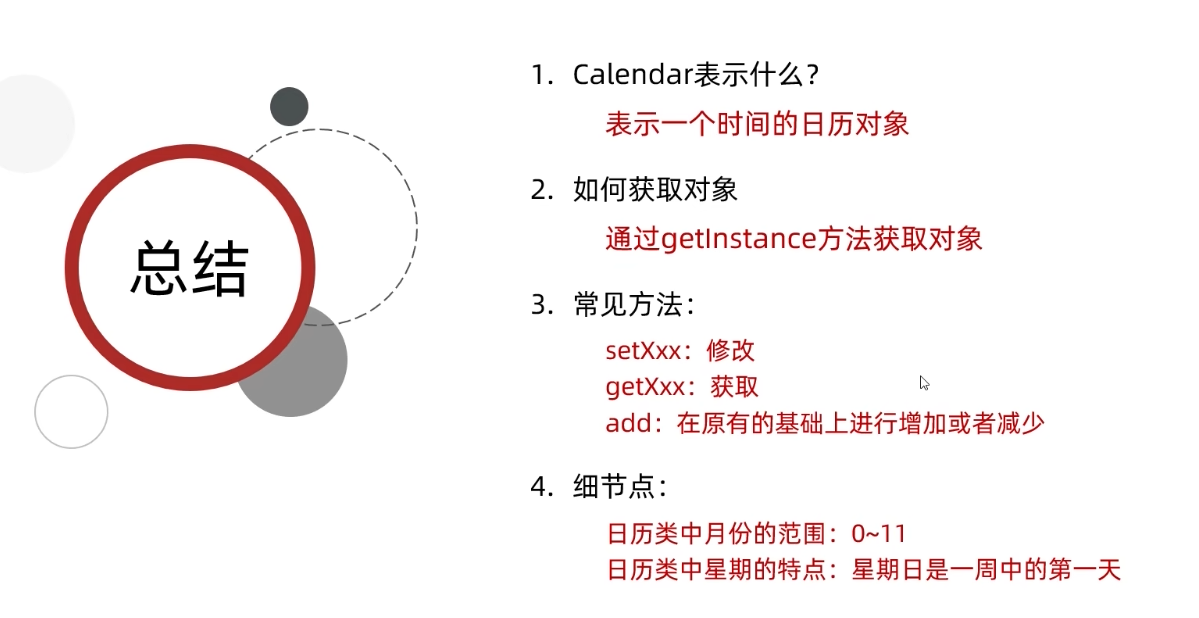 总结
1. Calendar表示什么？
表示一个时间的日历对象
2. 如何获取对象
通过getInstance方法获取对象
3. 常见方法：
setXxx：修改
getXxx：获取
add：在原有的基础上进行增加或者减少
4. 细节点：
日历类中月份的范围：0~11
日历类中星期的特点：星期日是一周中的第一天